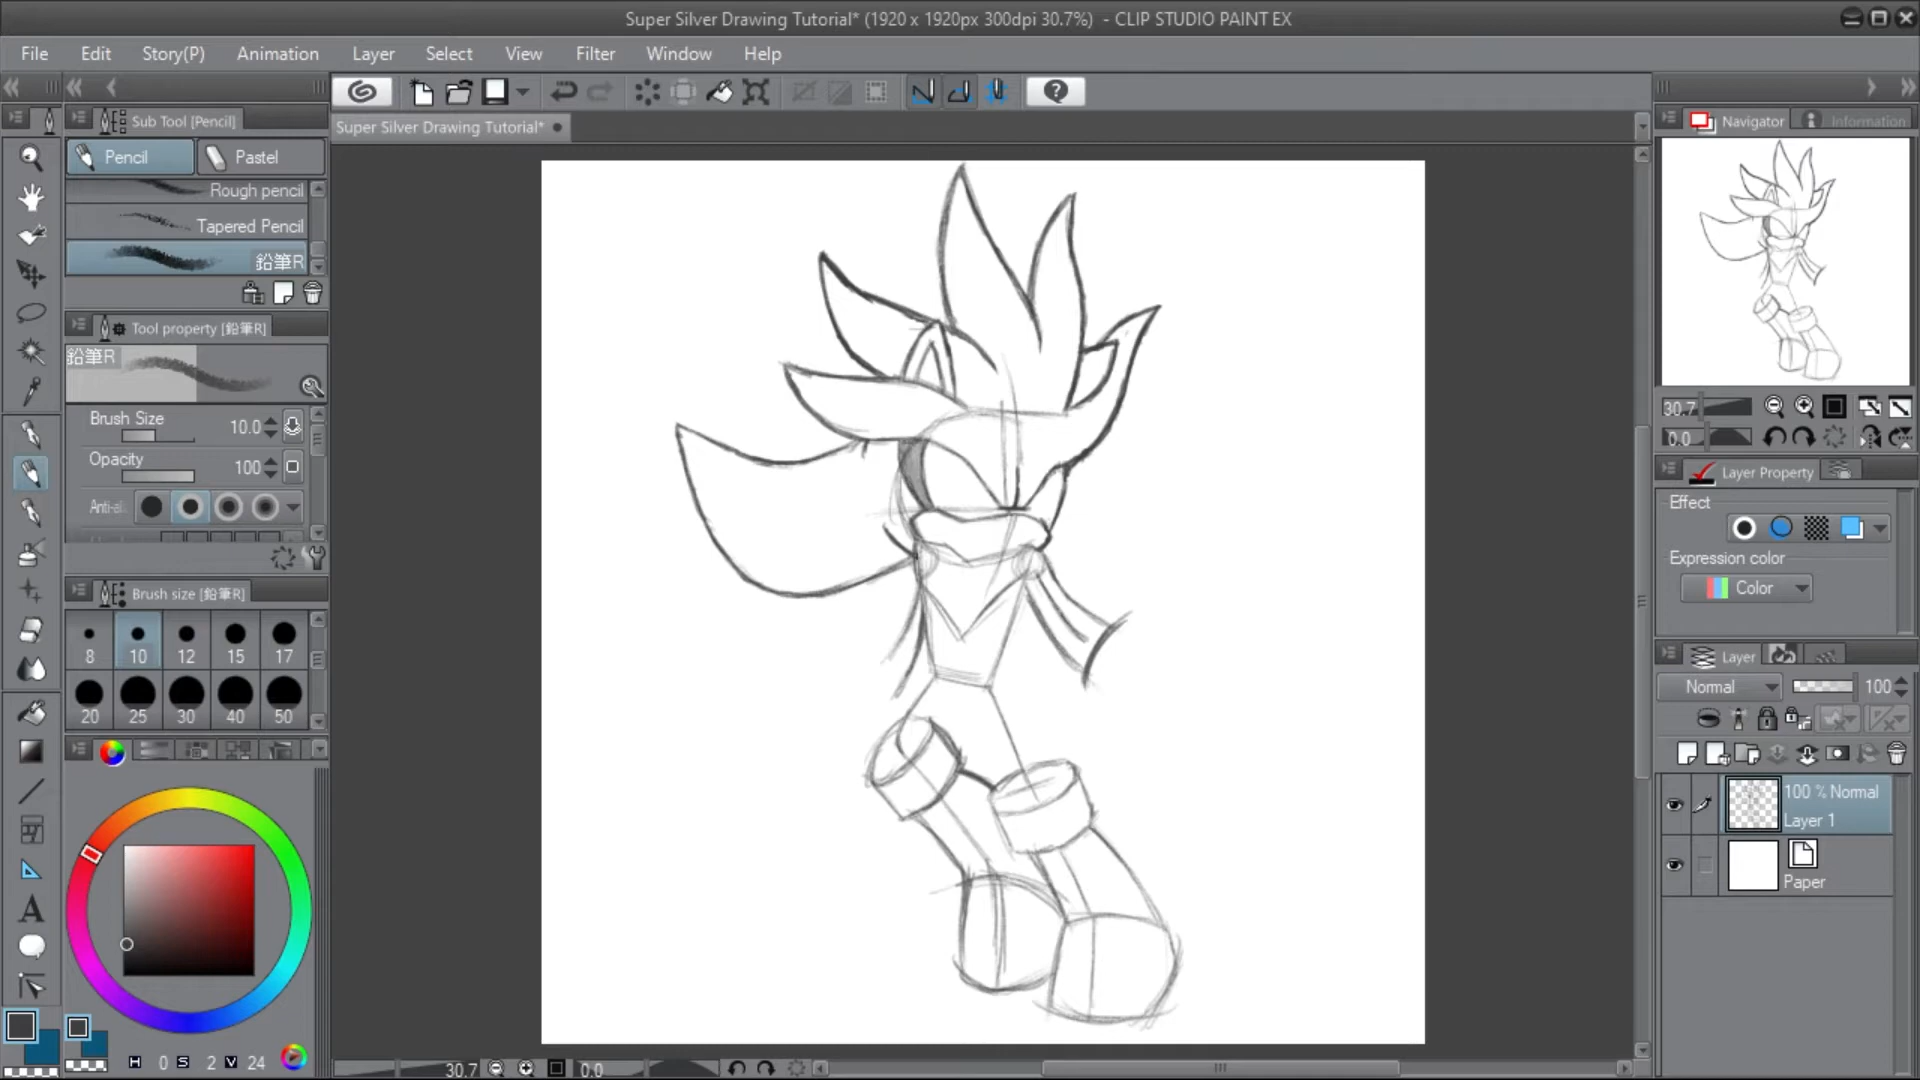 Super Silver Drawing Tutorial* (1920 x 1920px 300dpi 30.7%) - CLIP STUDIO PAINT EX
File Edit Story(P) Animation Layer Select View Filter Window Help
Super Silver Drawing Tutorial*
Sub Tool [Pencil]
Pencil Pastel
Rough pencil
Tapered Pencil
鉛筆R
Tool property [鉛筆R]
鉛筆R
Brush Size 10.0
Opacity 100
Anti-al
Brush size [鉛筆R]
8 10 12 15 17
20 25 30 40 50
H 0 S 2 V 24
30.7 0.0
Navigator Information
30.7
0.0
Layer Property
Effect
Expression color
Color
Layer
Normal 100
100 % Normal
Layer 1
Paper